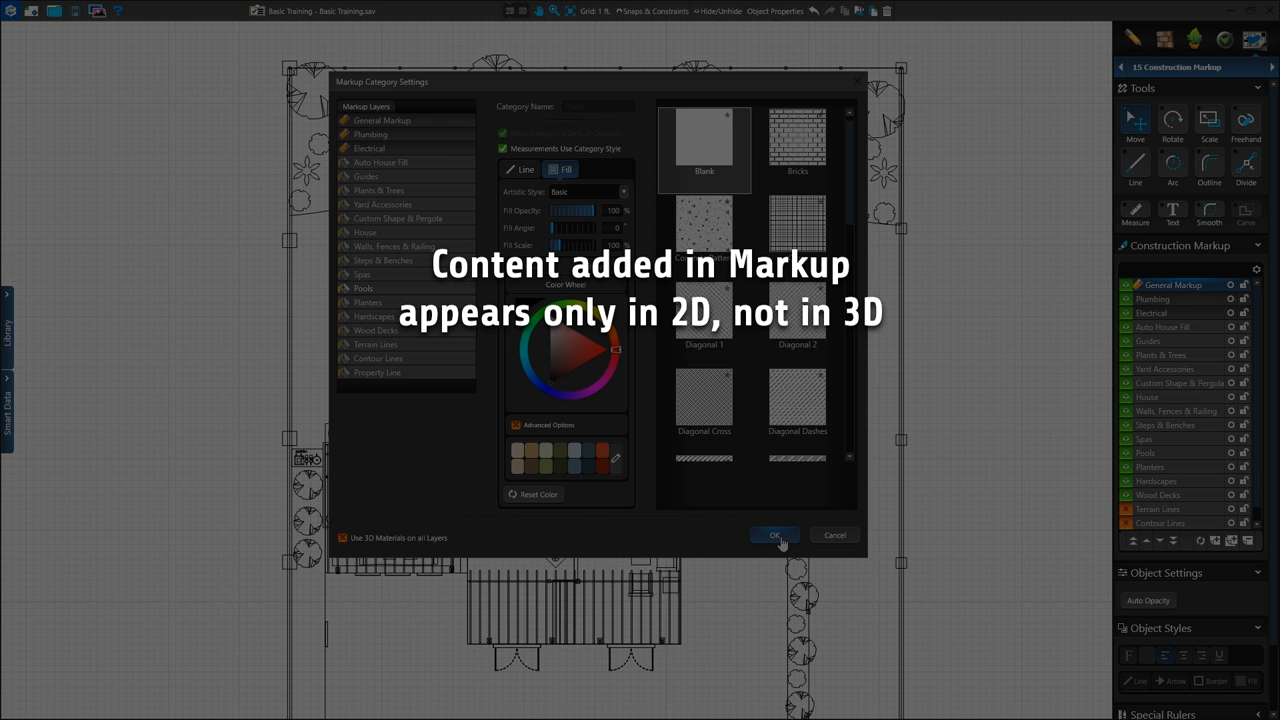 Basic Training - Basic Training.sav
2D 3D
Grid: 1 ft.
Snaps & Constraints
Hide/Unhide
Object Properties
Markup Category Settings
Markup Layers
General Markup
Plumbing
Electrical
Auto House Fill
Guides
Plants & Trees
Yard Accessories
Custom Shape & Pergola
House
Walls, Fences & Railing
Steps & Benches
Spas
Pools
Planters
Hardscapes
Wood Decks
Terrain Lines
Contour Lines
Property Line
Use 3D Materials on all Layers
Category Name:
Measurements Use Category Style
Line
Fill
Artistic Style: Basic
Fill Opacity: 100 %
Fill Angle: 0 °
Fill Scale: 100 %
Color Wheel
Advanced Options
Reset Color
Blank
Bricks
Diagonal 1
Diagonal 2
Diagonal Cross
Diagonal Dashes
OK
Cancel
Content added in Markup
appears only in 2D, not in 3D
Library
Smart Data
15 Construction Markup
Tools
Move
Rotate
Scale
Freehand
Line
Arc
Outline
Divide
Measure
Text
Smooth
Carve
Construction Markup
General Markup
Plumbing
Electrical
Auto House Fill
Guides
Plants & Trees
Yard Accessories
Custom Shape & Pergola
House
Walls, Fences & Railing
Steps & Benches
Spas
Pools
Planters
Hardscapes
Wood Decks
Terrain Lines
Contour Lines
Object Settings
Auto Opacity
Object Styles
Line
Arrow
Border
Fill
Special Rulers